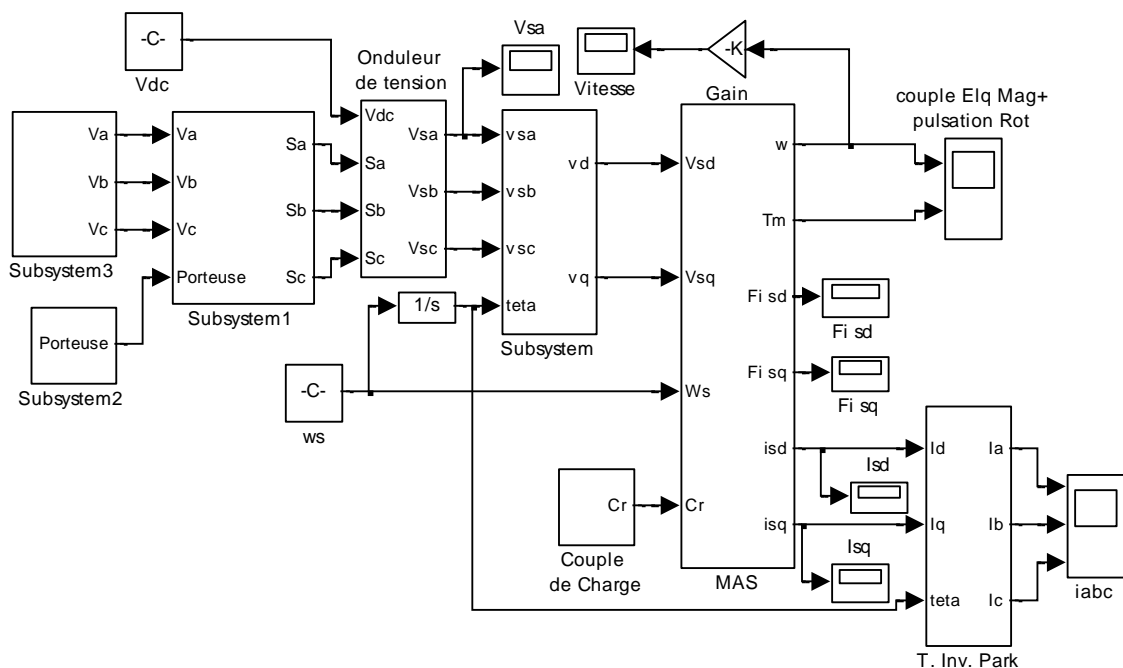 -C-
Vdc
Vsa
Vitesse
-K
Gain
Onduleur
de tension
couple Elq Mag+
pulsation Rot
Va
Vb
Vc
Subsystem3
Va
Vb
Vc
Porteuse
Sa
Sb
Sc
Subsystem1
Porteuse
Subsystem2
Vdc
Sa
Sb
Sc
Vsa
Vsb
Vsc
vsa
vsb
vsc
teta
vd
vq
Subsystem
1/s
-C-
ws
Cr
Couple
de Charge
Vsd
Vsq
Ws
Cr
w
Tm
Fi sd
Fi sq
isd
isq
MAS
Fi sd
Fi sq
Isd
Isq
Id
Iq
teta
Ia
Ib
Ic
T. Inv. Park
iabc